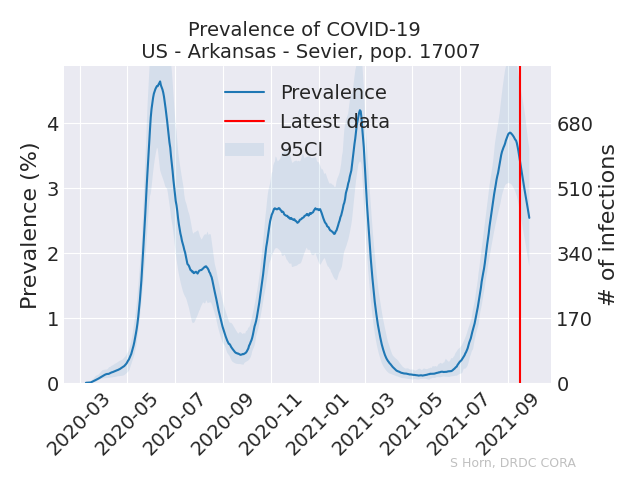 Prevalence of COVID-19
US - Arkansas - Sevier, pop. 17007
Prevalence
Latest data
95CI
Prevalence (%)
4
3
2
1
0
680
510
340
170
0
# of infections
2020-03
2020-05
2020-07
2020-09
2020-11
2021-01
2021-03
2021-05
2021-07
2021-09
S Horn, DRDC CORA